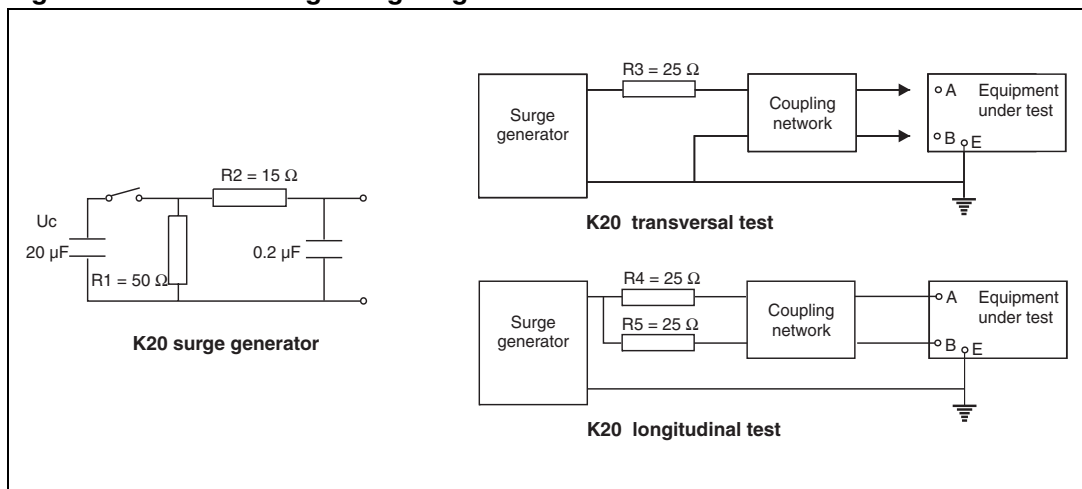 R2 = 15 Ω
Uc
20 µF
R1 = 50 Ω
0.2 µF
K20 surge generator
R3 = 25 Ω
Surge
generator
Coupling
network
A
Equipment
under test
B
E
K20 transversal test
R4 = 25 Ω
R5 = 25 Ω
Surge
generator
Coupling
network
A
Equipment
under test
B
E
K20 longitudinal test